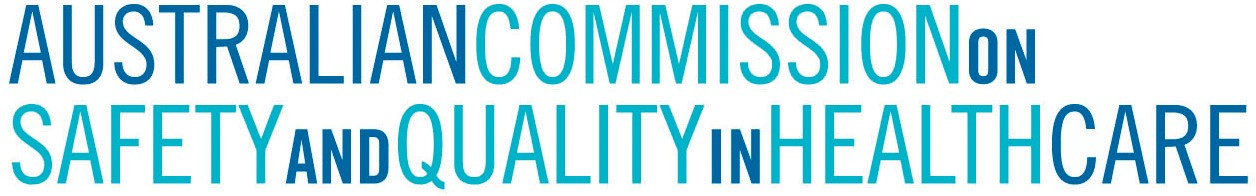 AUSTRALIANCOMMISSIONON
SAFETYANDQUALITYINHEALTHCARE